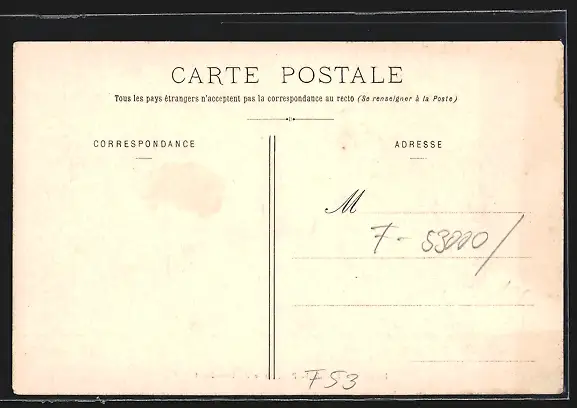 CARTE POSTALE
Tous les pays étrangers n'acceptent pas la correspondance au recto (Se renseigner à la Poste)
CORRESPONDANCE
ADRESSE
M
F - 53000/
F53